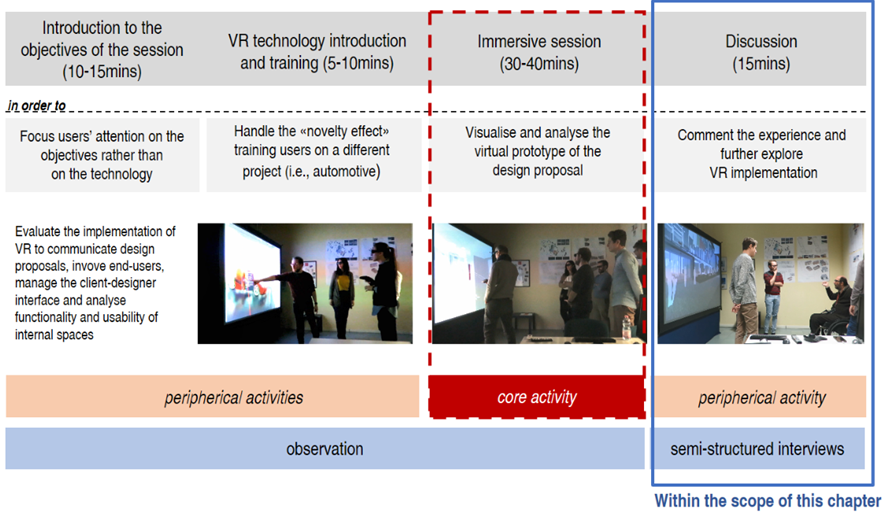 Introduction to the
objectives of the session
(10-15mins)
VR technology introduction
and training (5-10mins)
Immersive session
(30-40mins)
Discussion
(15mins)
in order to
Focus users' attention on the
objectives rather than
on the technology
Handle the «novelty effect»
training users on a different
project (i.e., automotive)
Visualise and analyse the
virtual prototype of the
design proposal
Comment the experience and
further explore
VR implementation
Evaluate the implementation of
VR to communicate design
proposals, invove end-users,
manage the client-designer
interface and analyse
functionality and usability of
internal spaces
peripherical activities
core activity
peripherical activity
observation
semi-structured interviews
Within the scope of this chapter